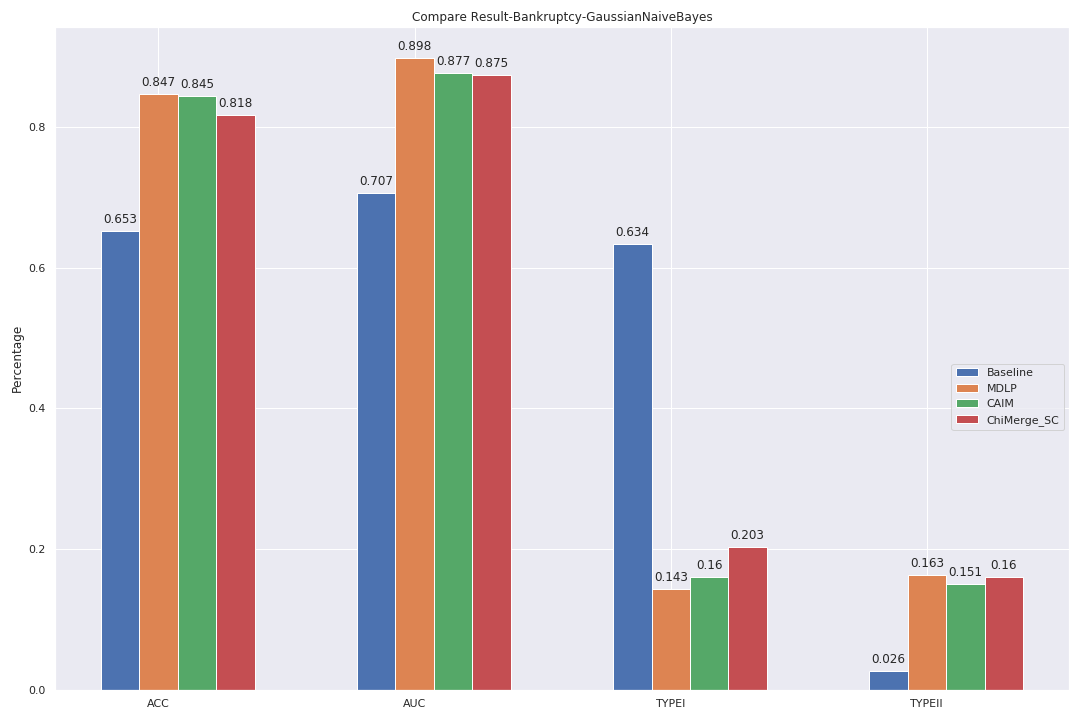 Compare Result-Bankruptcy-GaussianNaiveBayes
Percentage
0.8
0.6
0.4
0.2
0.0
0.653
0.847
0.845
0.818
0.707
0.898
0.877
0.875
0.634
0.143
0.16
0.203
0.026
0.163
0.151
0.16
Baseline
MDLP
CAIM
ChiMerge_SC
ACC
AUC
TYPEI
TYPEII